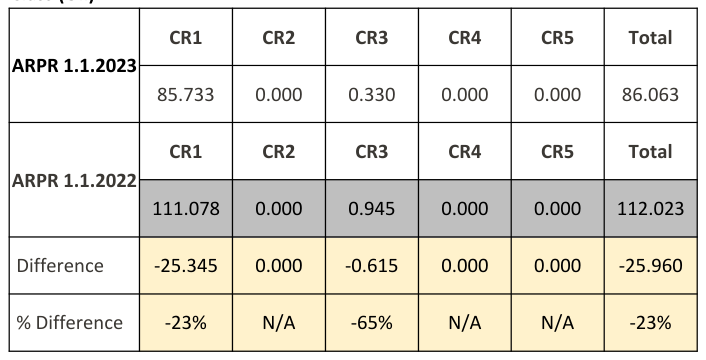 CR1 CR2 CR3 CR4 CR5 Total
ARPR 1.1.2023
85.733 0.000 0.330 0.000 0.000 86.063
CR1 CR2 CR3 CR4 CR5 Total
ARPR 1.1.2022
111.078 0.000 0.945 0.000 0.000 112.023
Difference -25.345 0.000 -0.615 0.000 0.000 -25.960
% Difference -23% N/A -65% N/A N/A -23%